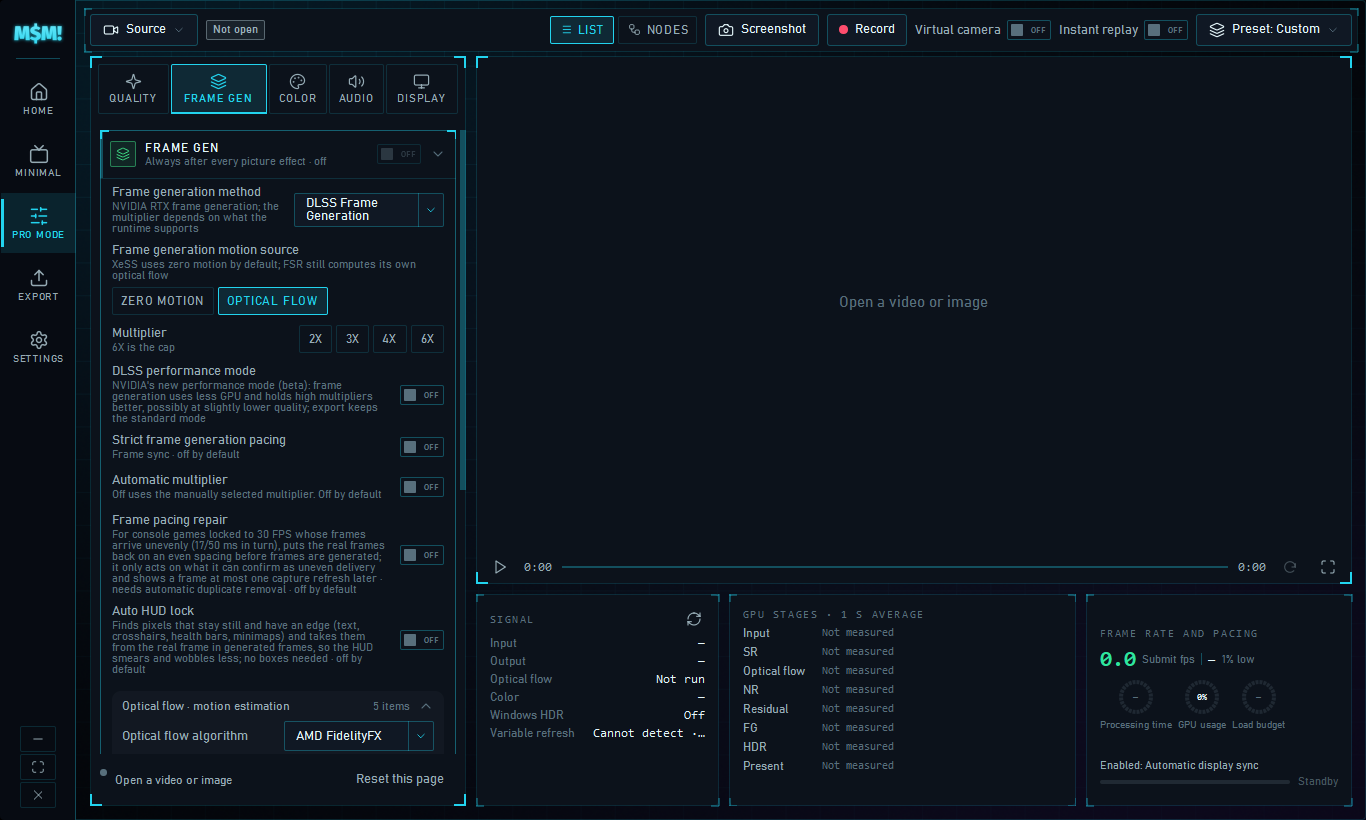 M$M!
HOME
MINIMAL
PRO MODE
EXPORT
SETTINGS
Source
Not open
LIST
NODES
Screenshot
Record
Virtual camera
OFF
Instant replay
OFF
Preset: Custom
QUALITY
FRAME GEN
COLOR
AUDIO
DISPLAY
FRAME GEN
Always after every picture effect · off
OFF
Frame generation method
NVIDIA RTX frame generation; the
multiplier depends on what the
runtime supports
DLSS Frame
Generation
Frame generation motion source
XeSS uses zero motion by default; FSR still computes its own
optical flow
ZERO MOTION
OPTICAL FLOW
Multiplier
6X is the cap
2X
3X
4X
6X
DLSS performance mode
NVIDIA's new performance mode (beta): frame
generation uses less GPU and holds high multipliers
better, possibly at slightly lower quality; export keeps
the standard mode
OFF
Strict frame generation pacing
Frame sync · off by default
OFF
Automatic multiplier
Off uses the manually selected multiplier. Off by default
OFF
Frame pacing repair
For console games locked to 30 FPS whose frames
arrive unevenly (17/50 ms in turn), puts the real frames
back on an even spacing before frames are generated;
it only acts on what it can confirm as uneven delivery
and shows a frame at most one capture refresh later ·
needs automatic duplicate removal · off by default
OFF
Auto HUD lock
Finds pixels that stay still and have an edge (text,
crosshairs, health bars, minimaps) and takes them
from the real frame in generated frames, so the HUD
smears and wobbles less; no boxes needed · off by
default
OFF
Optical flow · motion estimation
5 items
Optical flow algorithm
AMD FidelityFX
Open a video or image
Reset this page
Open a video or image
0:00
0:00
SIGNAL
Input —
Output —
Optical flow Not run
Color —
Windows HDR Off
Variable refresh Cannot detect ·…
GPU STAGES · 1 S AVERAGE
Input Not measured
SR Not measured
Optical flow Not measured
NR Not measured
Residual Not measured
FG Not measured
HDR Not measured
Present Not measured
FRAME RATE AND PACING
0.0 Submit fps — 1% low
—
0%
—
Processing time
GPU usage
Load budget
Enabled: Automatic display sync
Standby